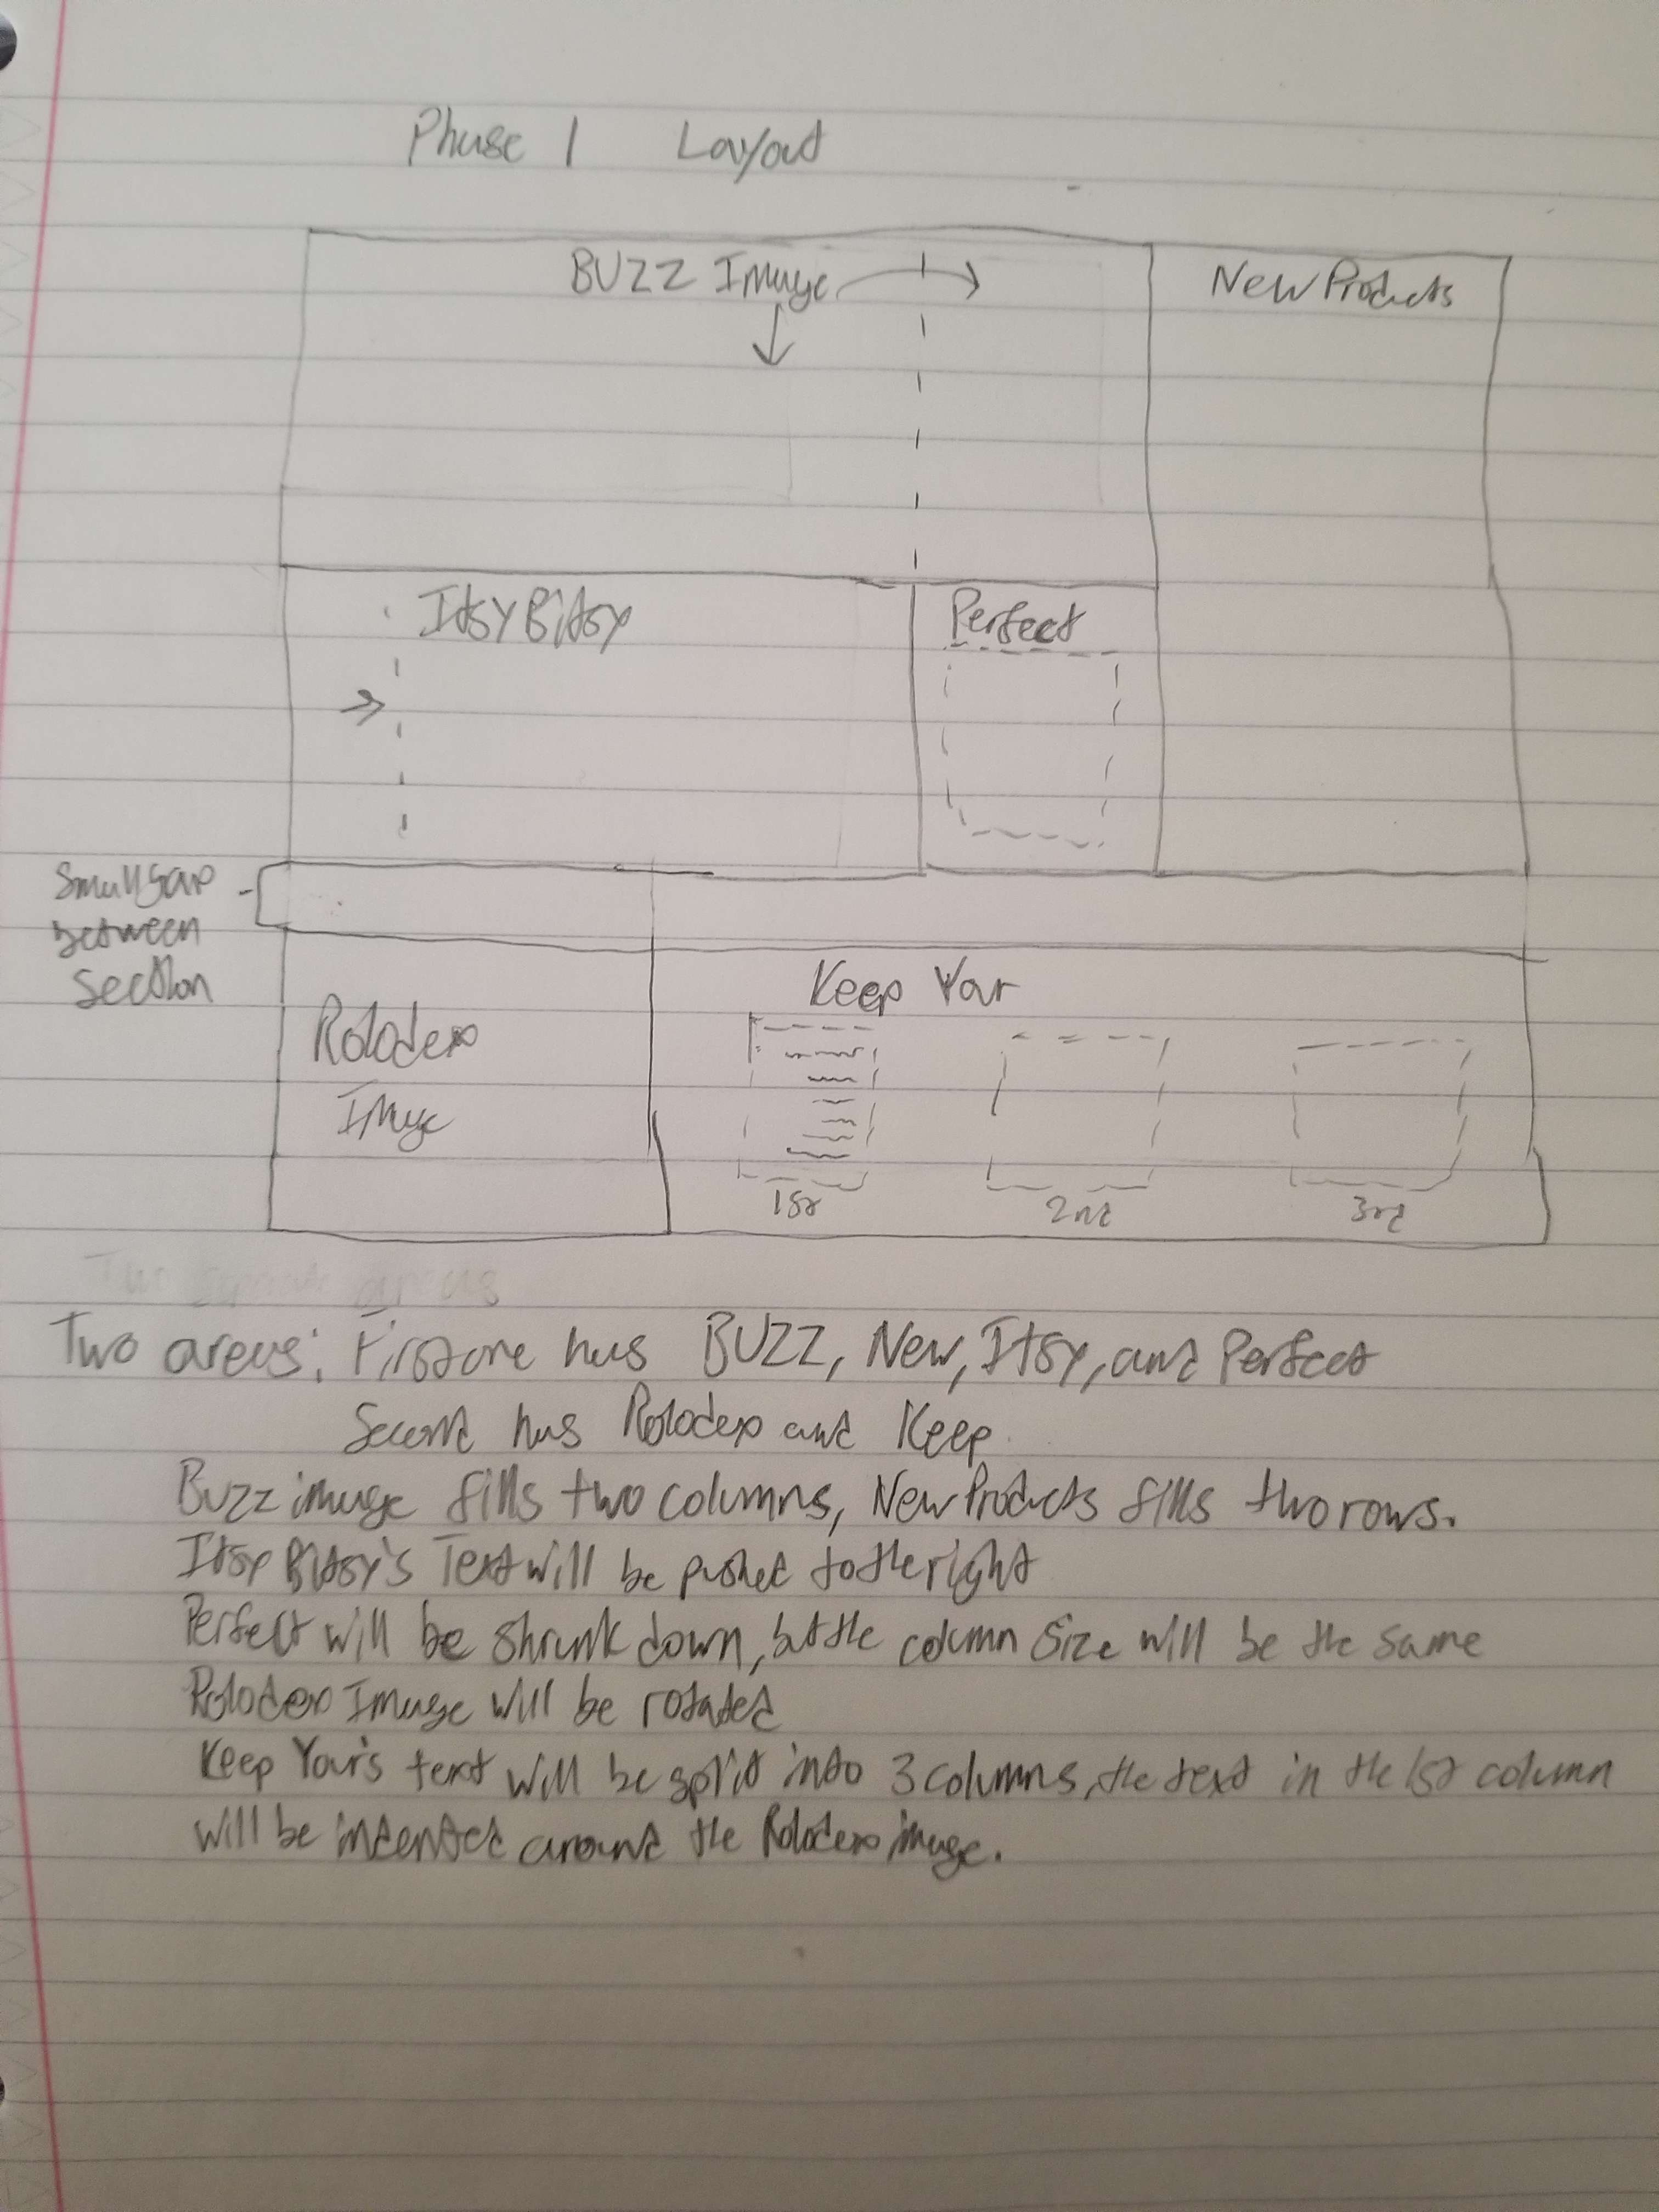 Phase 1 Layout
BUZZ Image
New Products
Itsy Bitsy
Perfect
Small gap
between
section
Keep Your
Rolodex
Image
1st
2nd
3rd
Two areas: First one has BUZZ, New, Itsy, and Perfect
Second has Rolodex and Keep.
Buzz image fills two columns, New Products fills two rows.
Itsy Bitsy's Text will be pushed to the right
Perfect will be shrunk down, but the column size will be the same
Rolodex Image will be rotated
Keep Your's text will be split into 3 columns, the text in the 1st column
will be indented around the Rolodex image.